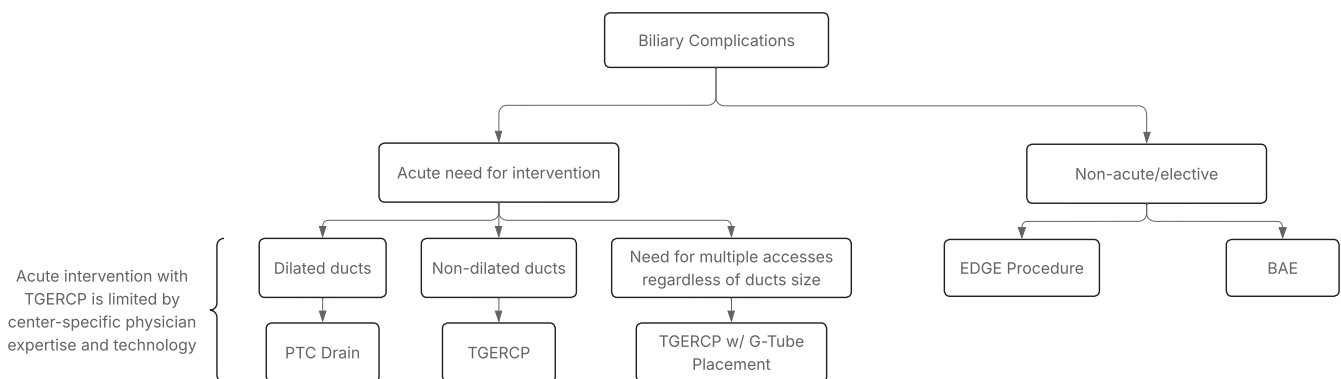 Biliary Complications
Acute need for intervention
Non-acute/elective
Acute intervention with
TGERCP is limited by
center-specific physician
expertise and technology
Dilated ducts
Non-dilated ducts
Need for multiple accesses
regardless of ducts size
EDGE Procedure
BAE
PTC Drain
TGERCP
TGERCP w/ G-Tube
Placement